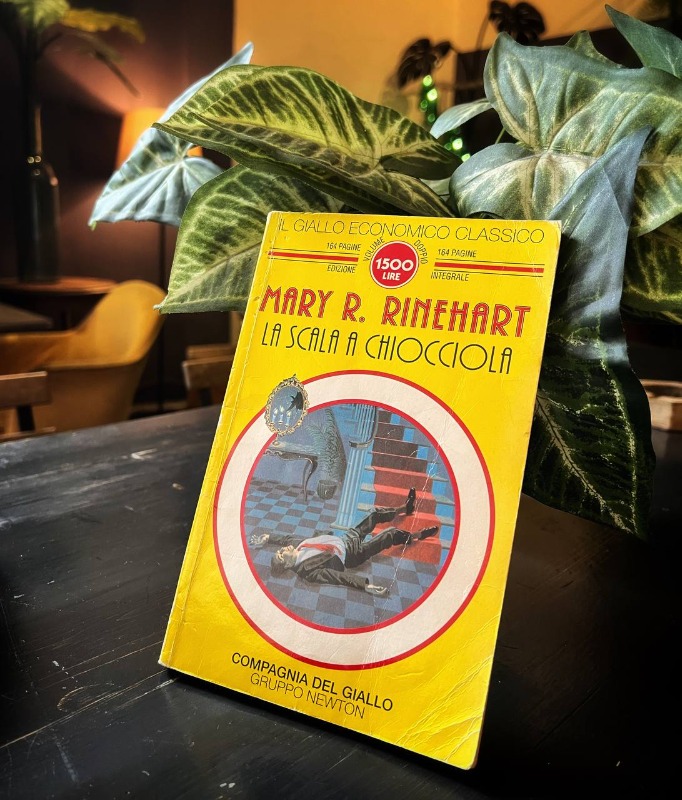 IL GIALLO ECONOMICO CLASSICO
164 PAGINE VOLUME DOPPIO 164 PAGINE
1500
LIRE
EDIZIONE INTEGRALE
MARY R. RINEHART
LA SCALA A CHIOCCIOLA
COMPAGNIA DEL GIALLO
GRUPPO NEWTON